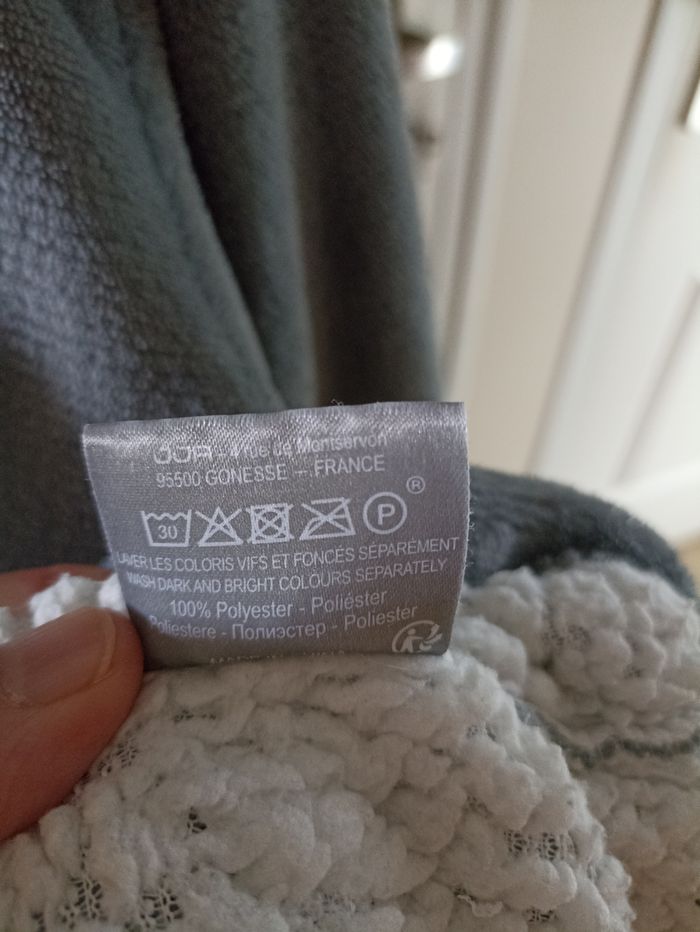 rue de Montservon
95500 GONESSE – FRANCE
®
30 P
LAVER LES COLORIS VIFS ET FONCÉS SÉPARÉMENT
WASH DARK AND BRIGHT COLOURS SEPARATELY
100% Polyester - Poliéster
Poliestere - Полиэстер - Poliester